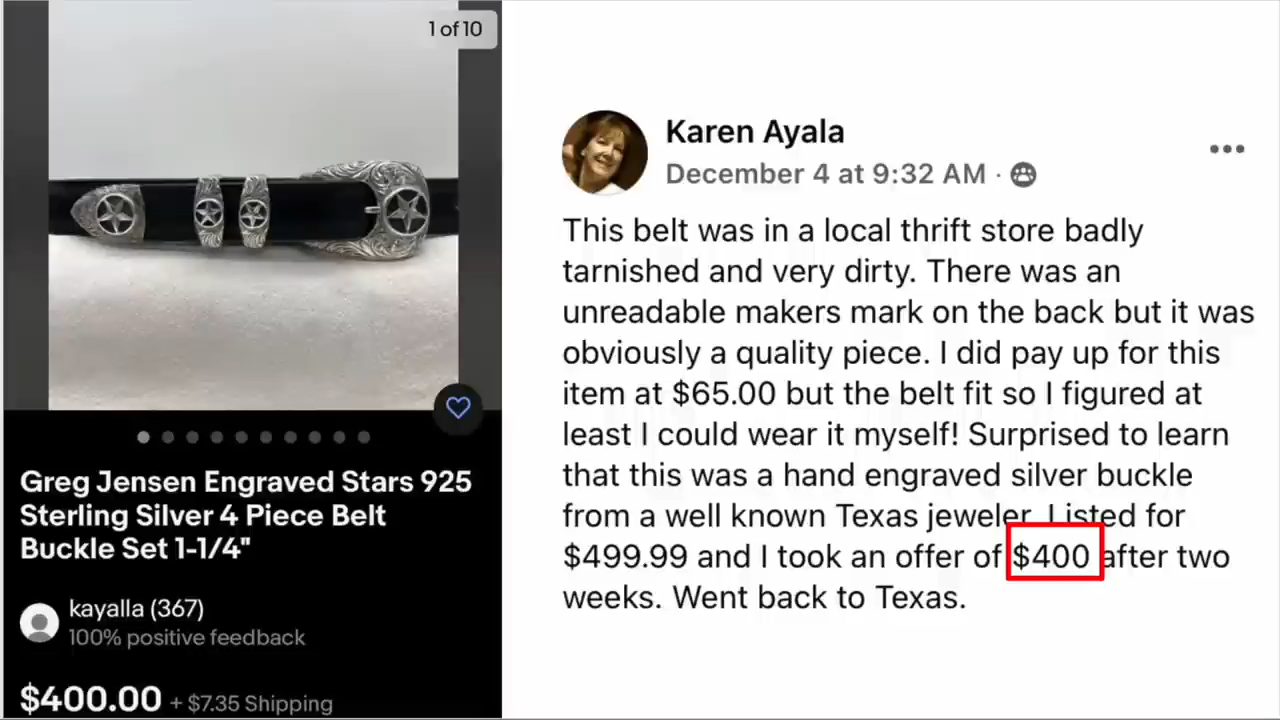 1 of 10
Greg Jensen Engraved Stars 925
Sterling Silver 4 Piece Belt
Buckle Set 1-1/4"
kayalla (367)
100% positive feedback
$400.00 + $7.35 Shipping
Karen Ayala
December 4 at 9:32 AM ·
This belt was in a local thrift store badly
tarnished and very dirty. There was an
unreadable makers mark on the back but it was
obviously a quality piece. I did pay up for this
item at $65.00 but the belt fit so I figured at
least I could wear it myself! Surprised to learn
that this was a hand engraved silver buckle
from a well known Texas jeweler. Listed for
$499.99 and I took an offer of $400 after two
weeks. Went back to Texas.